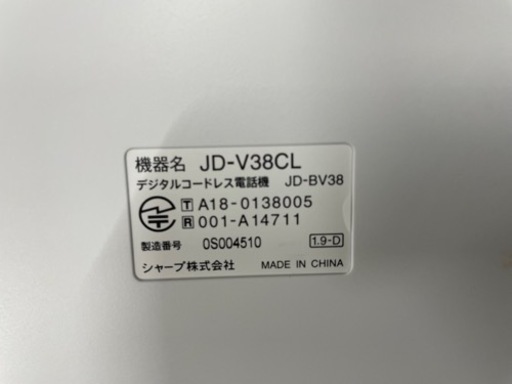 機器名 JD-V38CL
デジタルコードレス電話機 JD-BV38
T A18-0138005
R 001-A14711
製造番号 0S004510 1.9-D
シャープ株式会社 MADE IN CHINA